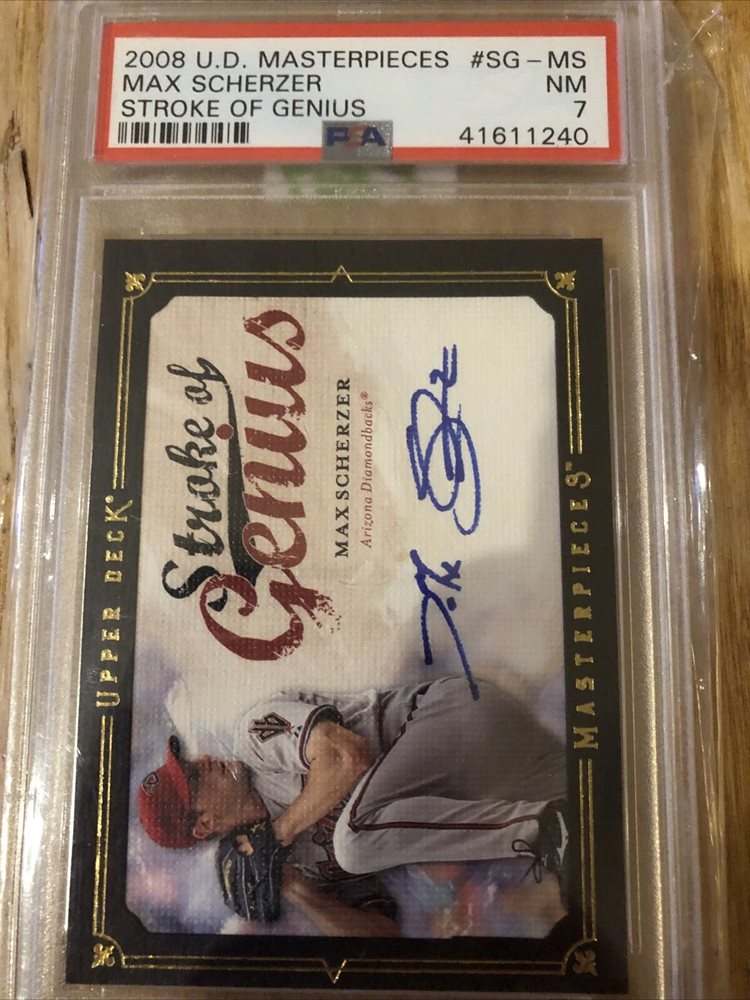 2008 U.D. MASTERPIECES #SG-MS
MAX SCHERZER NM
STROKE OF GENIUS 7
PSA 41611240
UPPER DECK®
Stroke of
Genius
MAX SCHERZER
Arizona Diamondbacks®
MASTERPIECES™